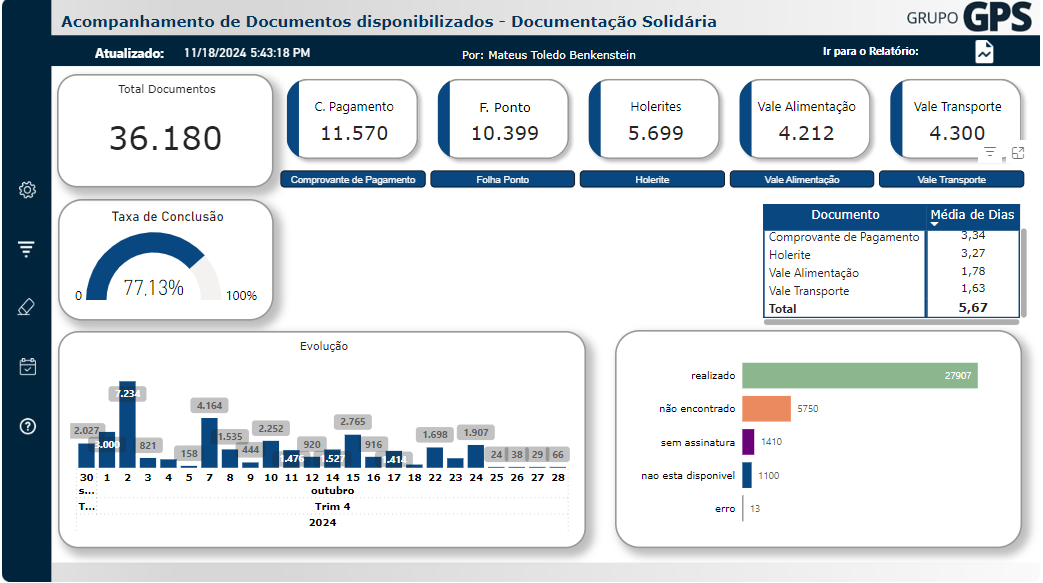 Acompanhamento de Documentos disponibilizados - Documentação Solidária
GRUPO GPS
Atualizado: 11/18/2024 5:43:18 PM
Por: Mateus Toledo Benkenstein
Ir para o Relatório:
Total Documentos
36.180
C. Pagamento
11.570
F. Ponto
10.399
Holerites
5.699
Vale Alimentação
4.212
Vale Transporte
4.300
Comprovante de Pagamento
Folha Ponto
Holerite
Vale Alimentação
Vale Transporte
Taxa de Conclusão
77,13%
0
100%
Documento Média de Dias
Comprovante de Pagamento 3,34
Holerite 3,27
Vale Alimentação 1,78
Vale Transporte 1,63
Total 5,67
Evolução
2.027 3.000 7.234 821 158 4.164 1.535 444 2.252 1.476 920 1.527 2.765 916 1.414 1.698 1.907 24 38 29 66
30 1 2 3 4 5 7 8 9 10 11 12 14 15 16 17 18 22 23 24 25 26 27 28
s... outubro
T... Trim 4
2024
realizado 27907
não encontrado 5750
sem assinatura 1410
nao esta disponivel 1100
erro 13